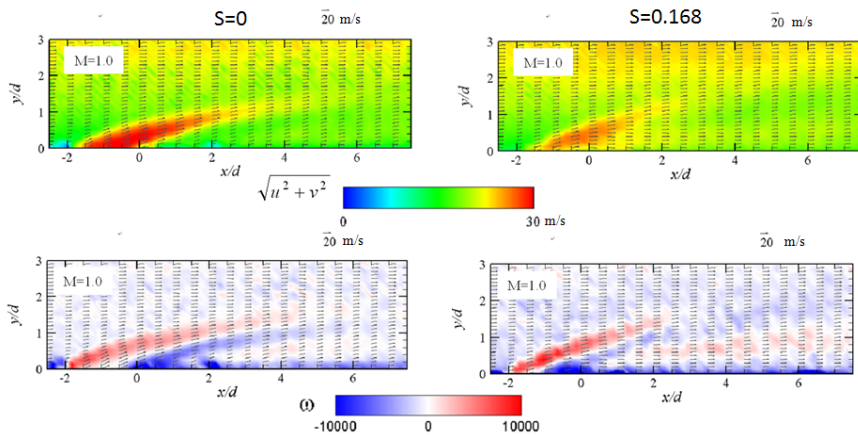 S=0
20 m/s
S=0.168
20 m/s
3
2
1
0
y/d
M=1.0
-2 0 2 4 6
x/d
3
2
1
0
y/d
M=1.0
-2 0 2 4 6
x/d
√u² + v²
0 30 m/s
20 m/s
20 m/s
3
2
1
0
y/d
M=1.0
-2 0 2 4 6
x/d
3
2
1
0
y/d
M=1.0
-2 0 2 4 6
x/d
ω
-10000 0 10000